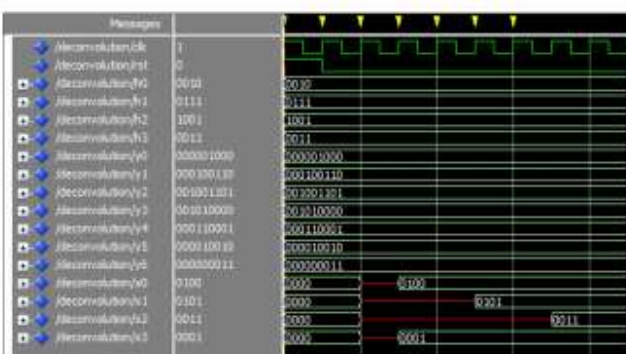 Messages
/deconvolution/clk 1
/deconvolution/rst 0
/deconvolution/h0 0010 0010
/deconvolution/h1 0111 0111
/deconvolution/h2 1001 1001
/deconvolution/h3 0011 0011
/deconvolution/y0 000001000 000001000
/deconvolution/y1 000100110 000100110
/deconvolution/y2 001001101 001001101
/deconvolution/y3 001010000 001010000
/deconvolution/y4 000110001 000110001
/deconvolution/y5 000010010 000010010
/deconvolution/y6 000000011 000000011
/deconvolution/x0 0100 0000 0100
/deconvolution/x1 0101 0000 0101
/deconvolution/x2 0011 0000 0011
/deconvolution/x3 0001 0000 0001